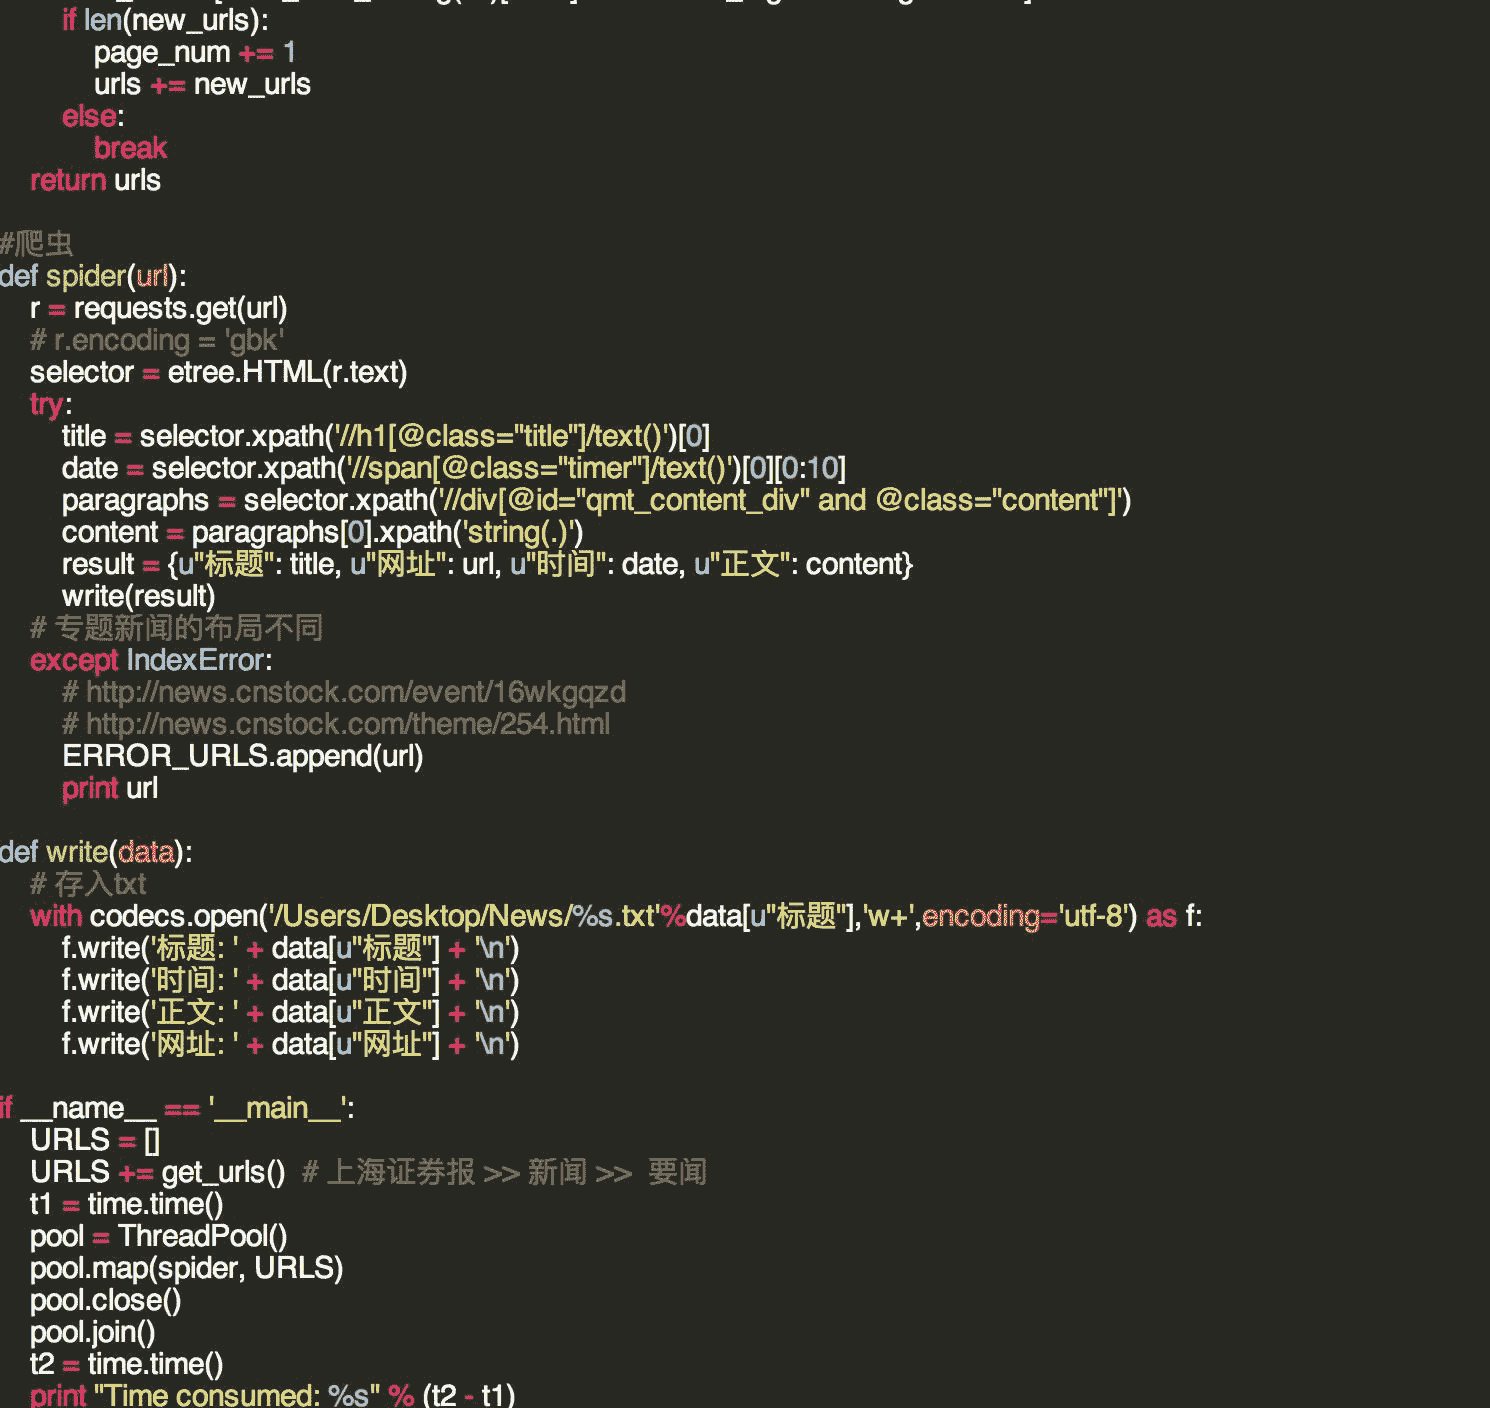 if len(new_urls):
page_num += 1
urls += new_urls
else:
break
return urls
#爬虫
def spider(url):
r = requests.get(url)
# r.encoding = 'gbk'
selector = etree.HTML(r.text)
try:
title = selector.xpath('//h1[@class="title"]/text()')[0]
date = selector.xpath('//span[@class="timer"]/text()')[0][0:10]
paragraphs = selector.xpath('//div[@id="qmt_content_div" and @class="content"]')
content = paragraphs[0].xpath('string(.)')
result = {u"标题": title, u"网址": url, u"时间": date, u"正文": content}
write(result)
# 专题新闻的布局不同
except IndexError:
# http://news.cnstock.com/event/16wkgqzd
# http://news.cnstock.com/theme/254.html
ERROR_URLS.append(url)
print url
def write(data):
# 存入txt
with codecs.open('/Users/Desktop/News/%s.txt'%data[u"标题"],'w+',encoding='utf-8') as f:
f.write('标题: ' + data[u"标题"] + '\n')
f.write('时间: ' + data[u"时间"] + '\n')
f.write('正文: ' + data[u"正文"] + '\n')
f.write('网址: ' + data[u"网址"] + '\n')
if __name__ == '__main__':
URLS = []
URLS += get_urls()  # 上海证券报 >> 新闻 >>  要闻
t1 = time.time()
pool = ThreadPool()
pool.map(spider, URLS)
pool.close()
pool.join()
t2 = time.time()
print "Time consumed: %s" % (t2 - t1)